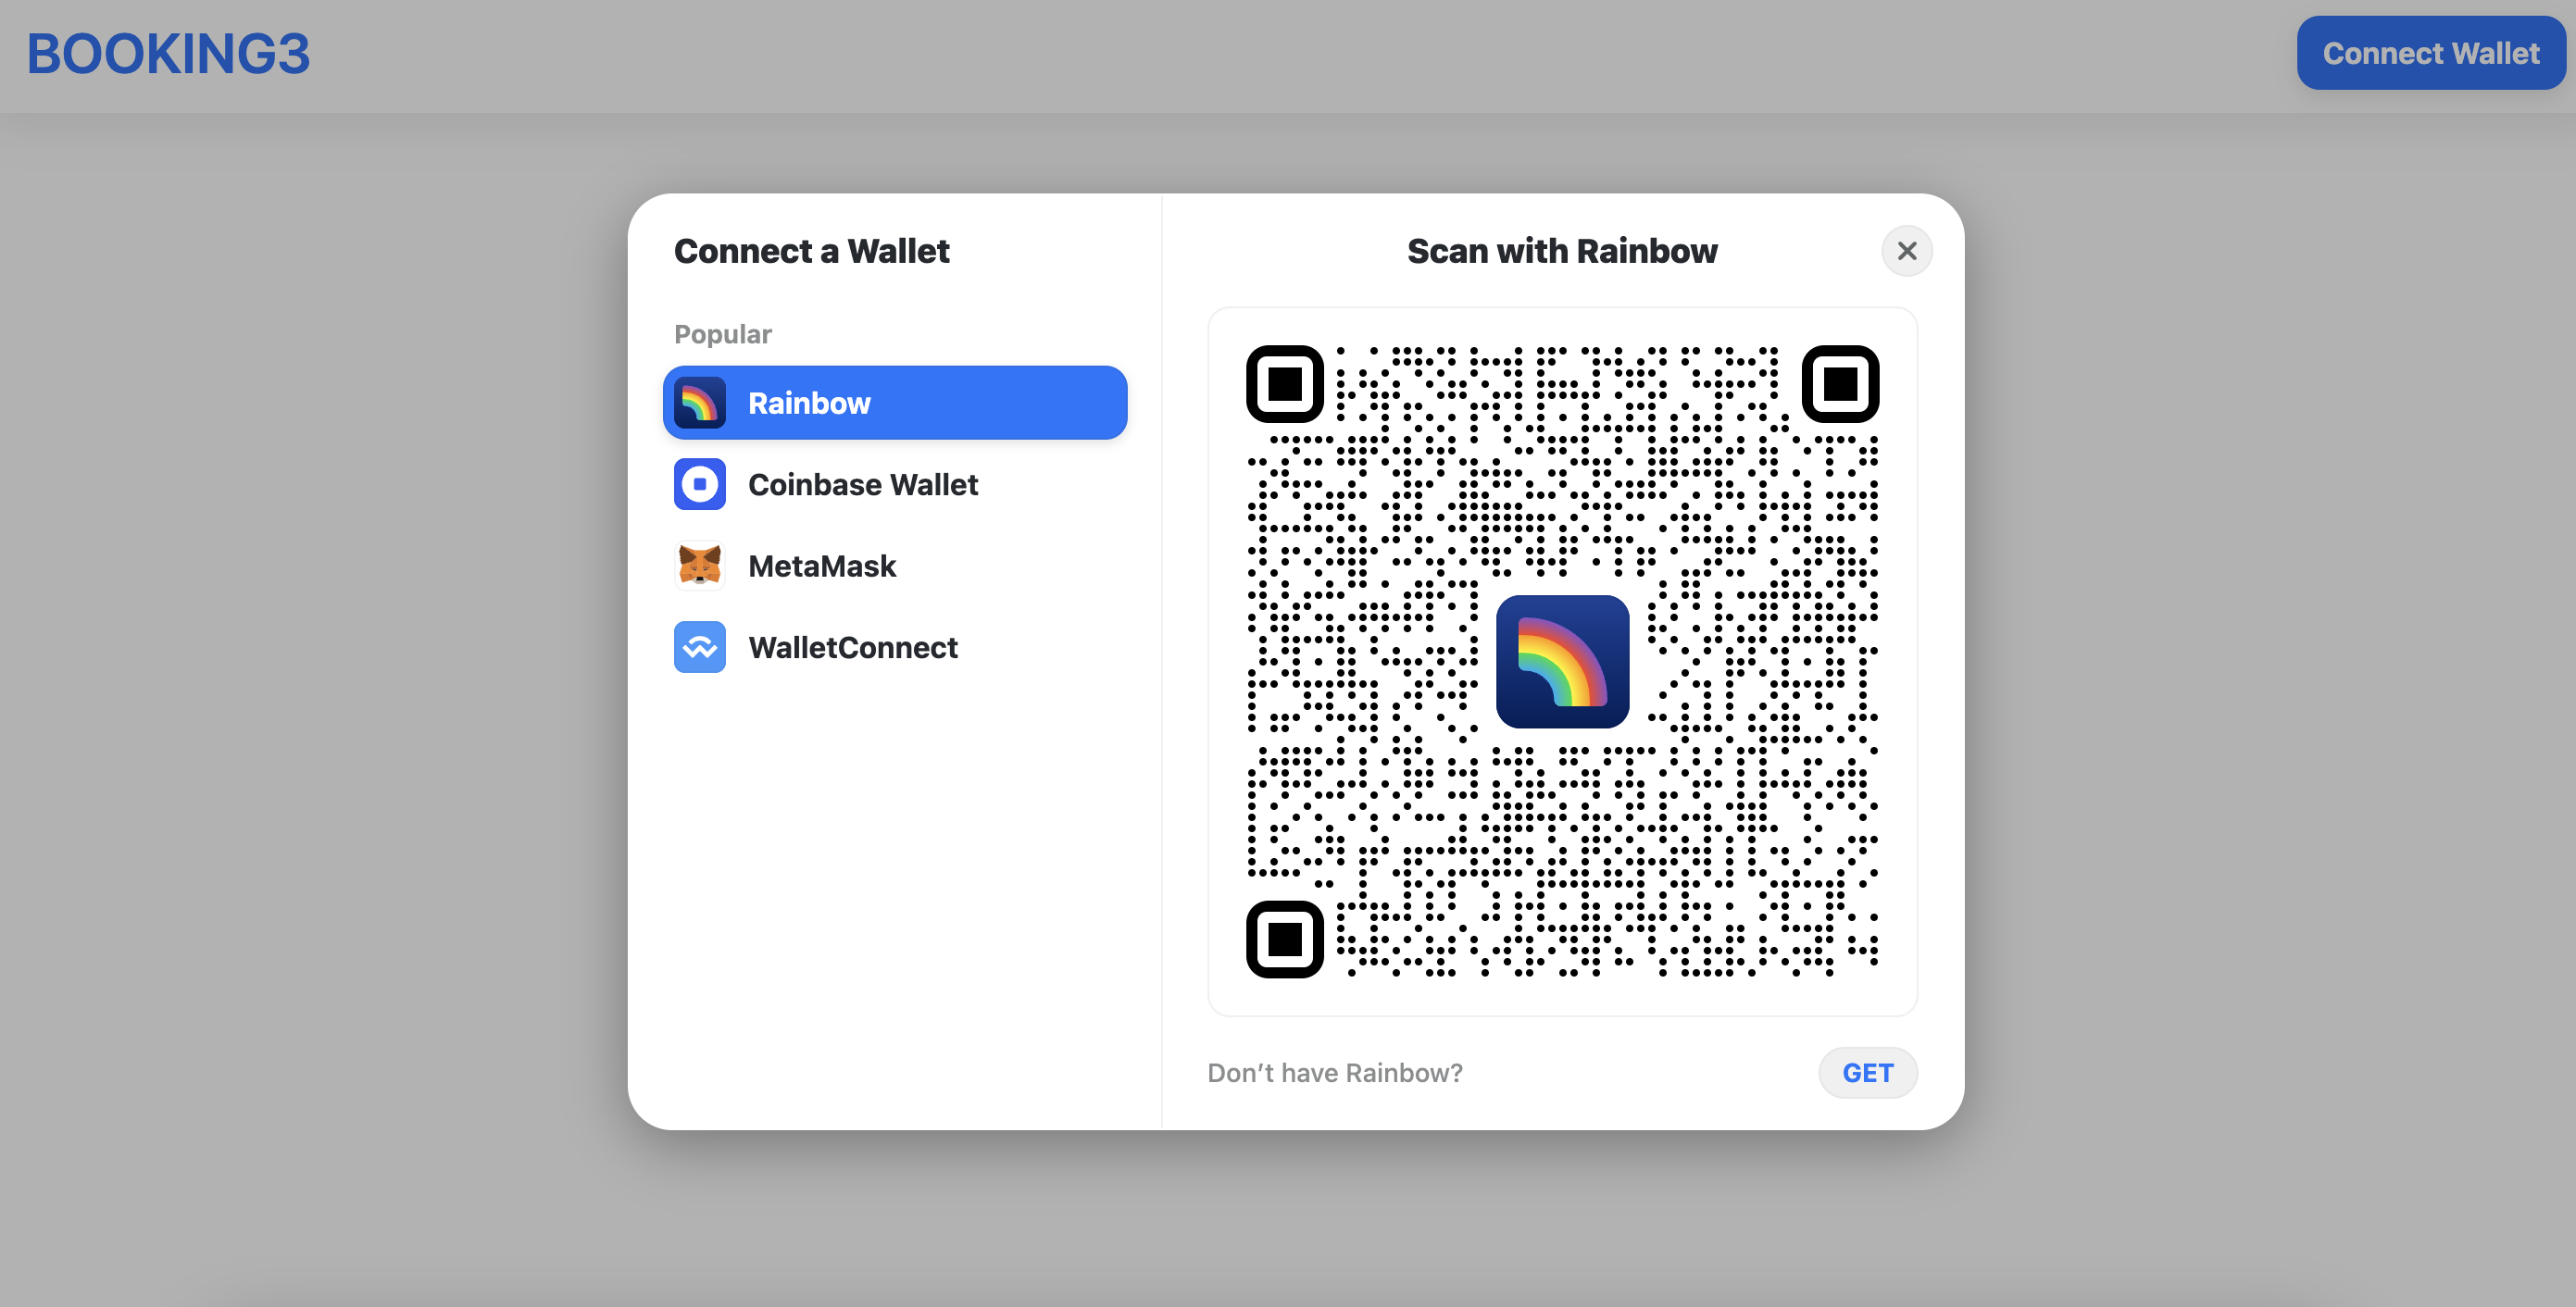 BOOKING3
Connect Wallet
Connect a Wallet
Popular
Rainbow
Coinbase Wallet
MetaMask
WalletConnect
Scan with Rainbow
Don’t have Rainbow?
GET